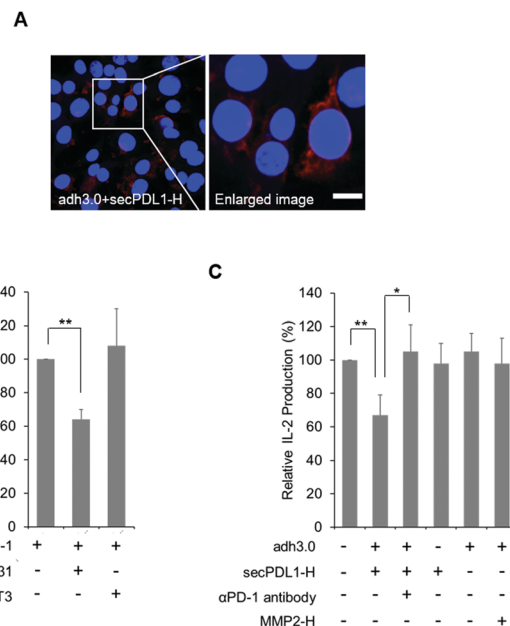 A
adh3.0+secPDL1-H
Enlarged image
40
**
00
80
60
40
20
0
-1 + + +
31 - + -
T3 - - +
C
Relative IL-2 Production (%)
140
120
100
80
60
40
20
0
** *
adh3.0 - + + - + +
secPDL1-H - + + + - -
αPD-1 antibody - - + - - -
MMP2-H - - - - - +